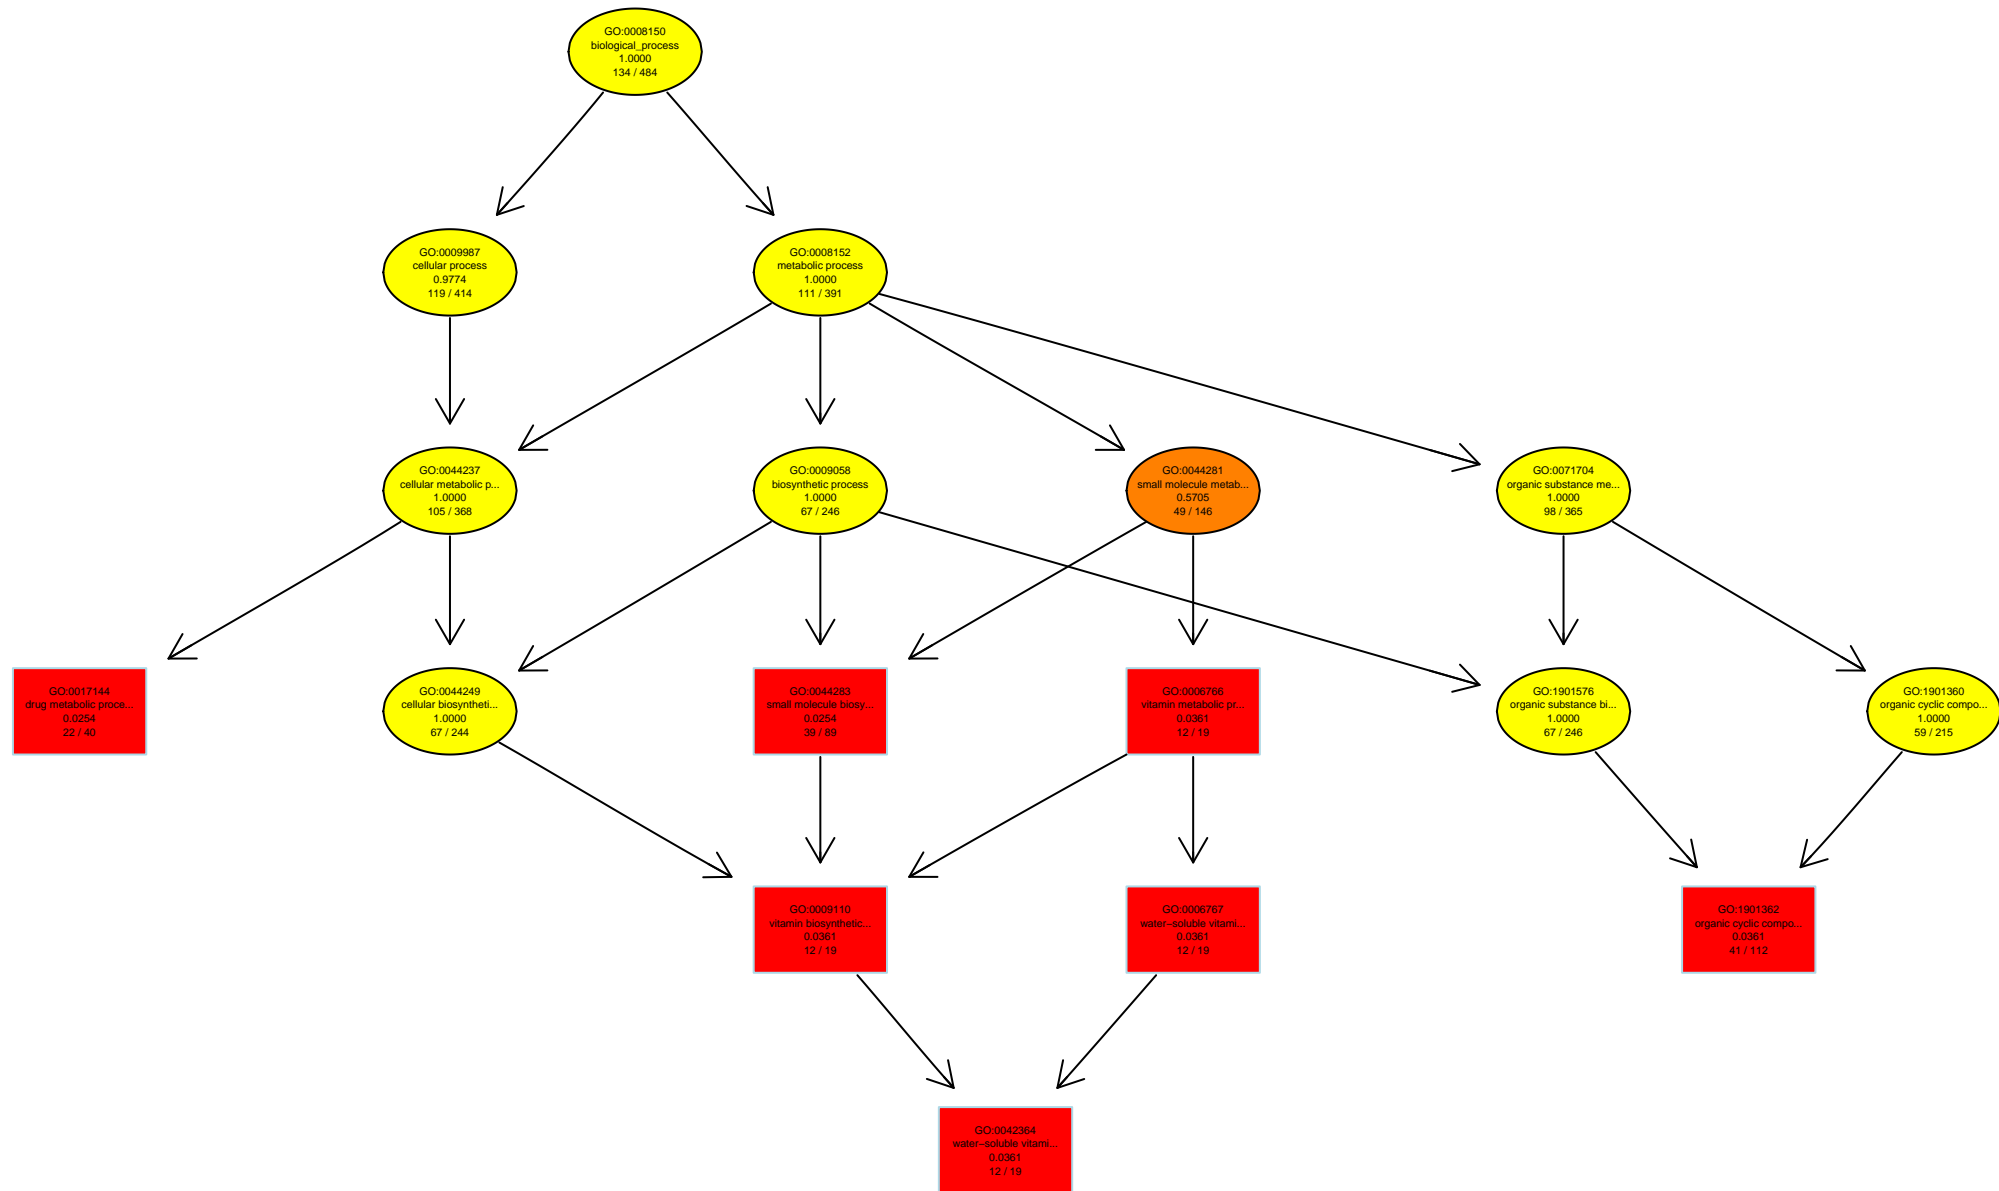 GO:0008150
biological_process
1.0000
134 / 484
GO:0009987
cellular process
0.9774
119 / 414
GO:0008152
metabolic process
1.0000
111 / 391
GO:0044237
cellular metabolic p...
1.0000
105 / 368
GO:0009058
biosynthetic process
1.0000
67 / 246
GO:0044281
small molecule metab...
0.5705
49 / 146
GO:0071704
organic substance me...
1.0000
98 / 365
GO:0017144
drug metabolic proce...
0.0254
22 / 40
GO:0044249
cellular biosyntheti...
1.0000
67 / 244
GO:0044283
small molecule biosy...
0.0254
39 / 89
GO:0006766
vitamin metabolic pr...
0.0361
12 / 19
GO:1901576
organic substance bi...
1.0000
67 / 246
GO:1901360
organic cyclic compo...
1.0000
59 / 215
GO:0009110
vitamin biosynthetic...
0.0361
12 / 19
GO:0006767
water−soluble vitami...
0.0361
12 / 19
GO:1901362
organic cyclic compo...
0.0361
41 / 112
GO:0042364
water−soluble vitami...
0.0361
12 / 19